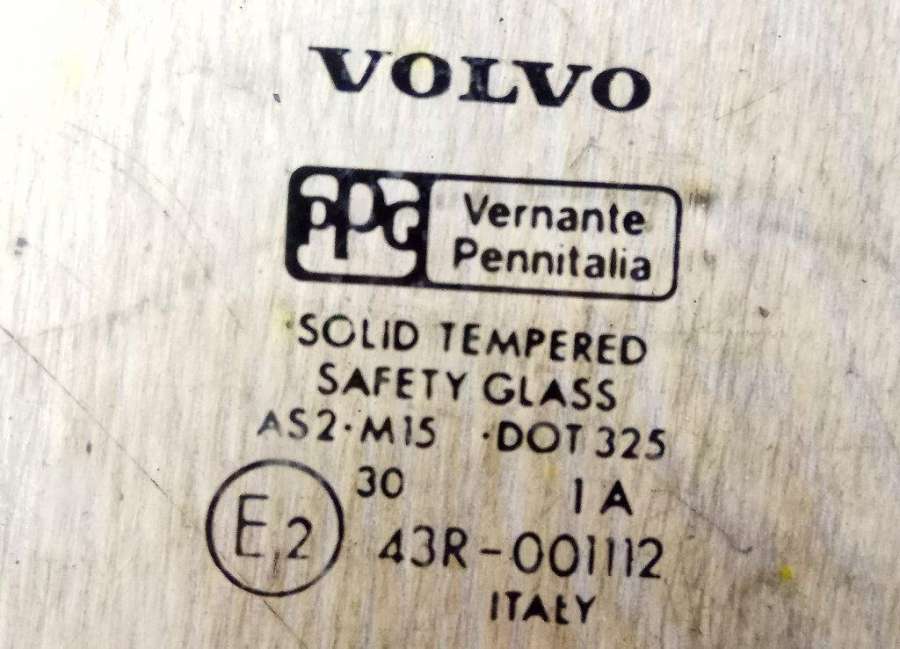 VOLVO
PPG Vernante
Pennitalia
SOLID TEMPERED
SAFETY GLASS
AS2·M15 ·DOT 325
30 1A
E2 43R-001112
ITALY